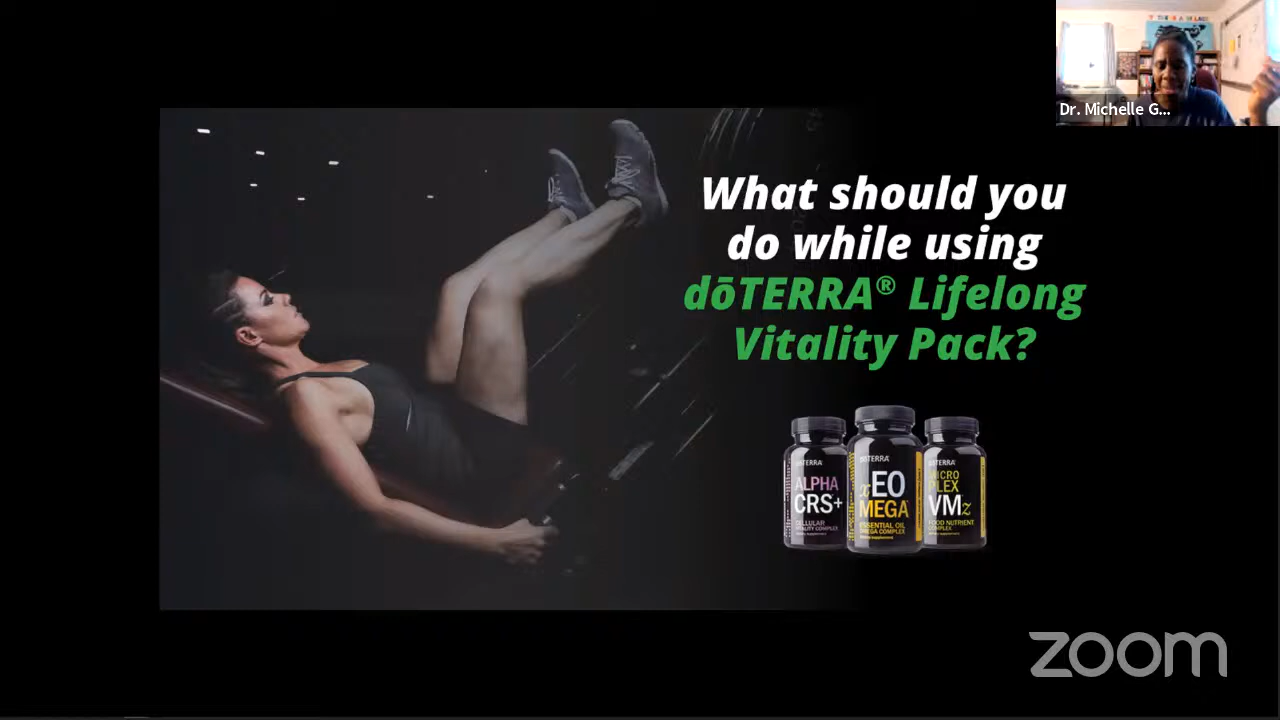 Dr. Michelle G...
What should you
do while using
dōTERRA® Lifelong
Vitality Pack?
dōTERRA
ALPHA
CRS+
CELLULAR
VITALITY COMPLEX
dōTERRA
xEO
MEGA
ESSENTIAL OIL
OMEGA COMPLEX
dōTERRA
MICRO
PLEX
VMz
FOOD NUTRIENT
COMPLEX
zoom